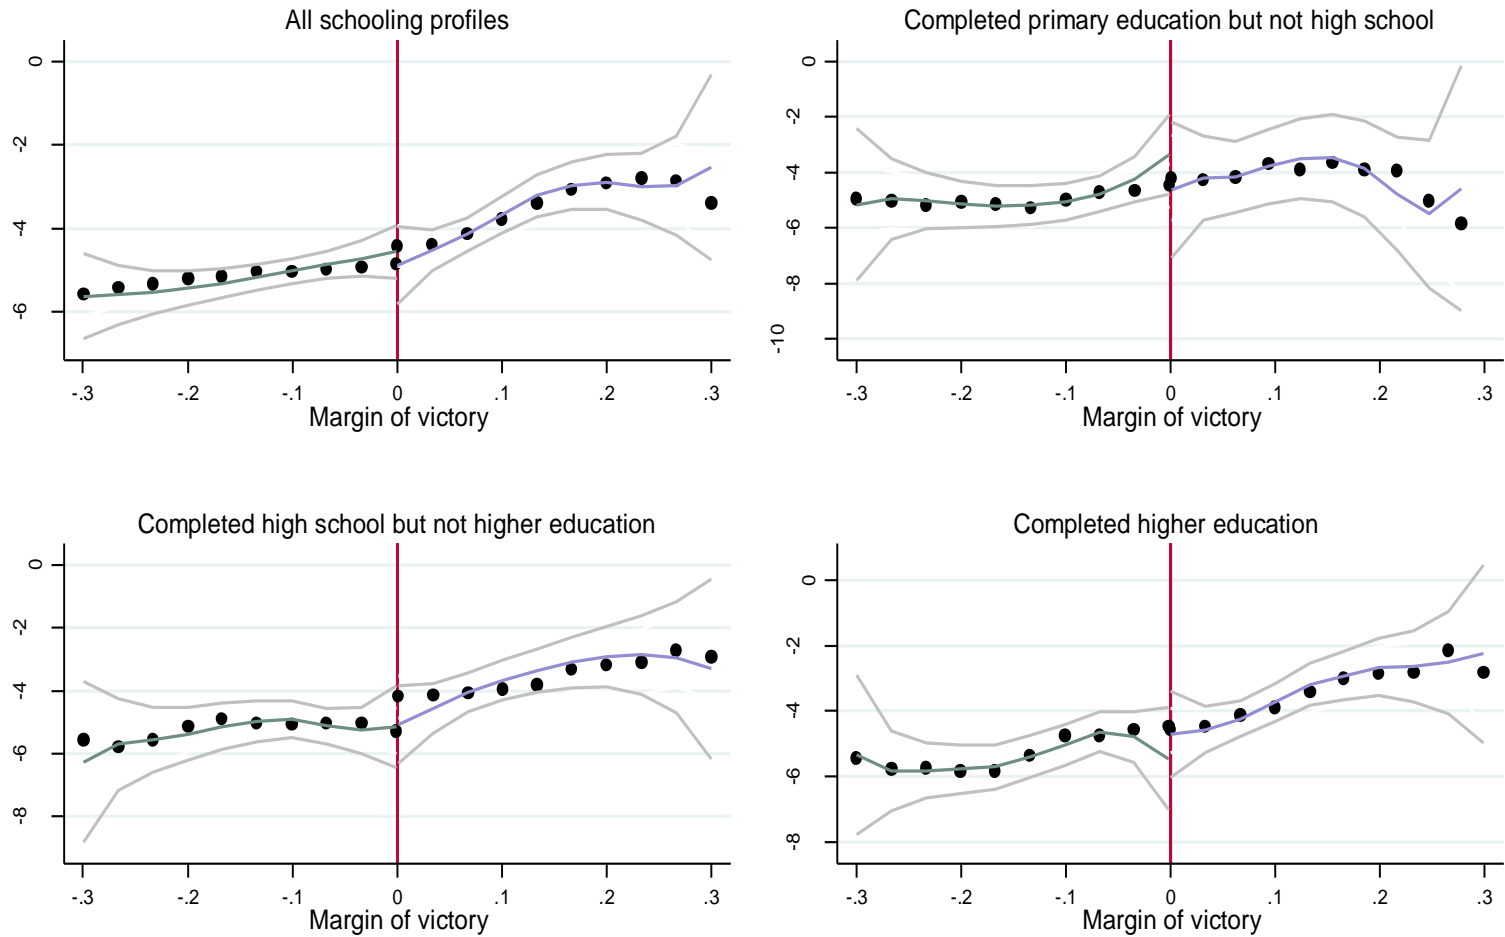 All schooling profiles
0
-2
-4
-6
-.3 -.2 -.1 0 .1 .2 .3
Margin of victory
Completed primary education but not high school
0
-2
-4
-6
-8
-10
-.3 -.2 -.1 0 .1 .2 .3
Margin of victory
Completed high school but not higher education
0
-2
-4
-6
-8
-.3 -.2 -.1 0 .1 .2 .3
Margin of victory
Completed higher education
0
-2
-4
-6
-8
-.3 -.2 -.1 0 .1 .2 .3
Margin of victory